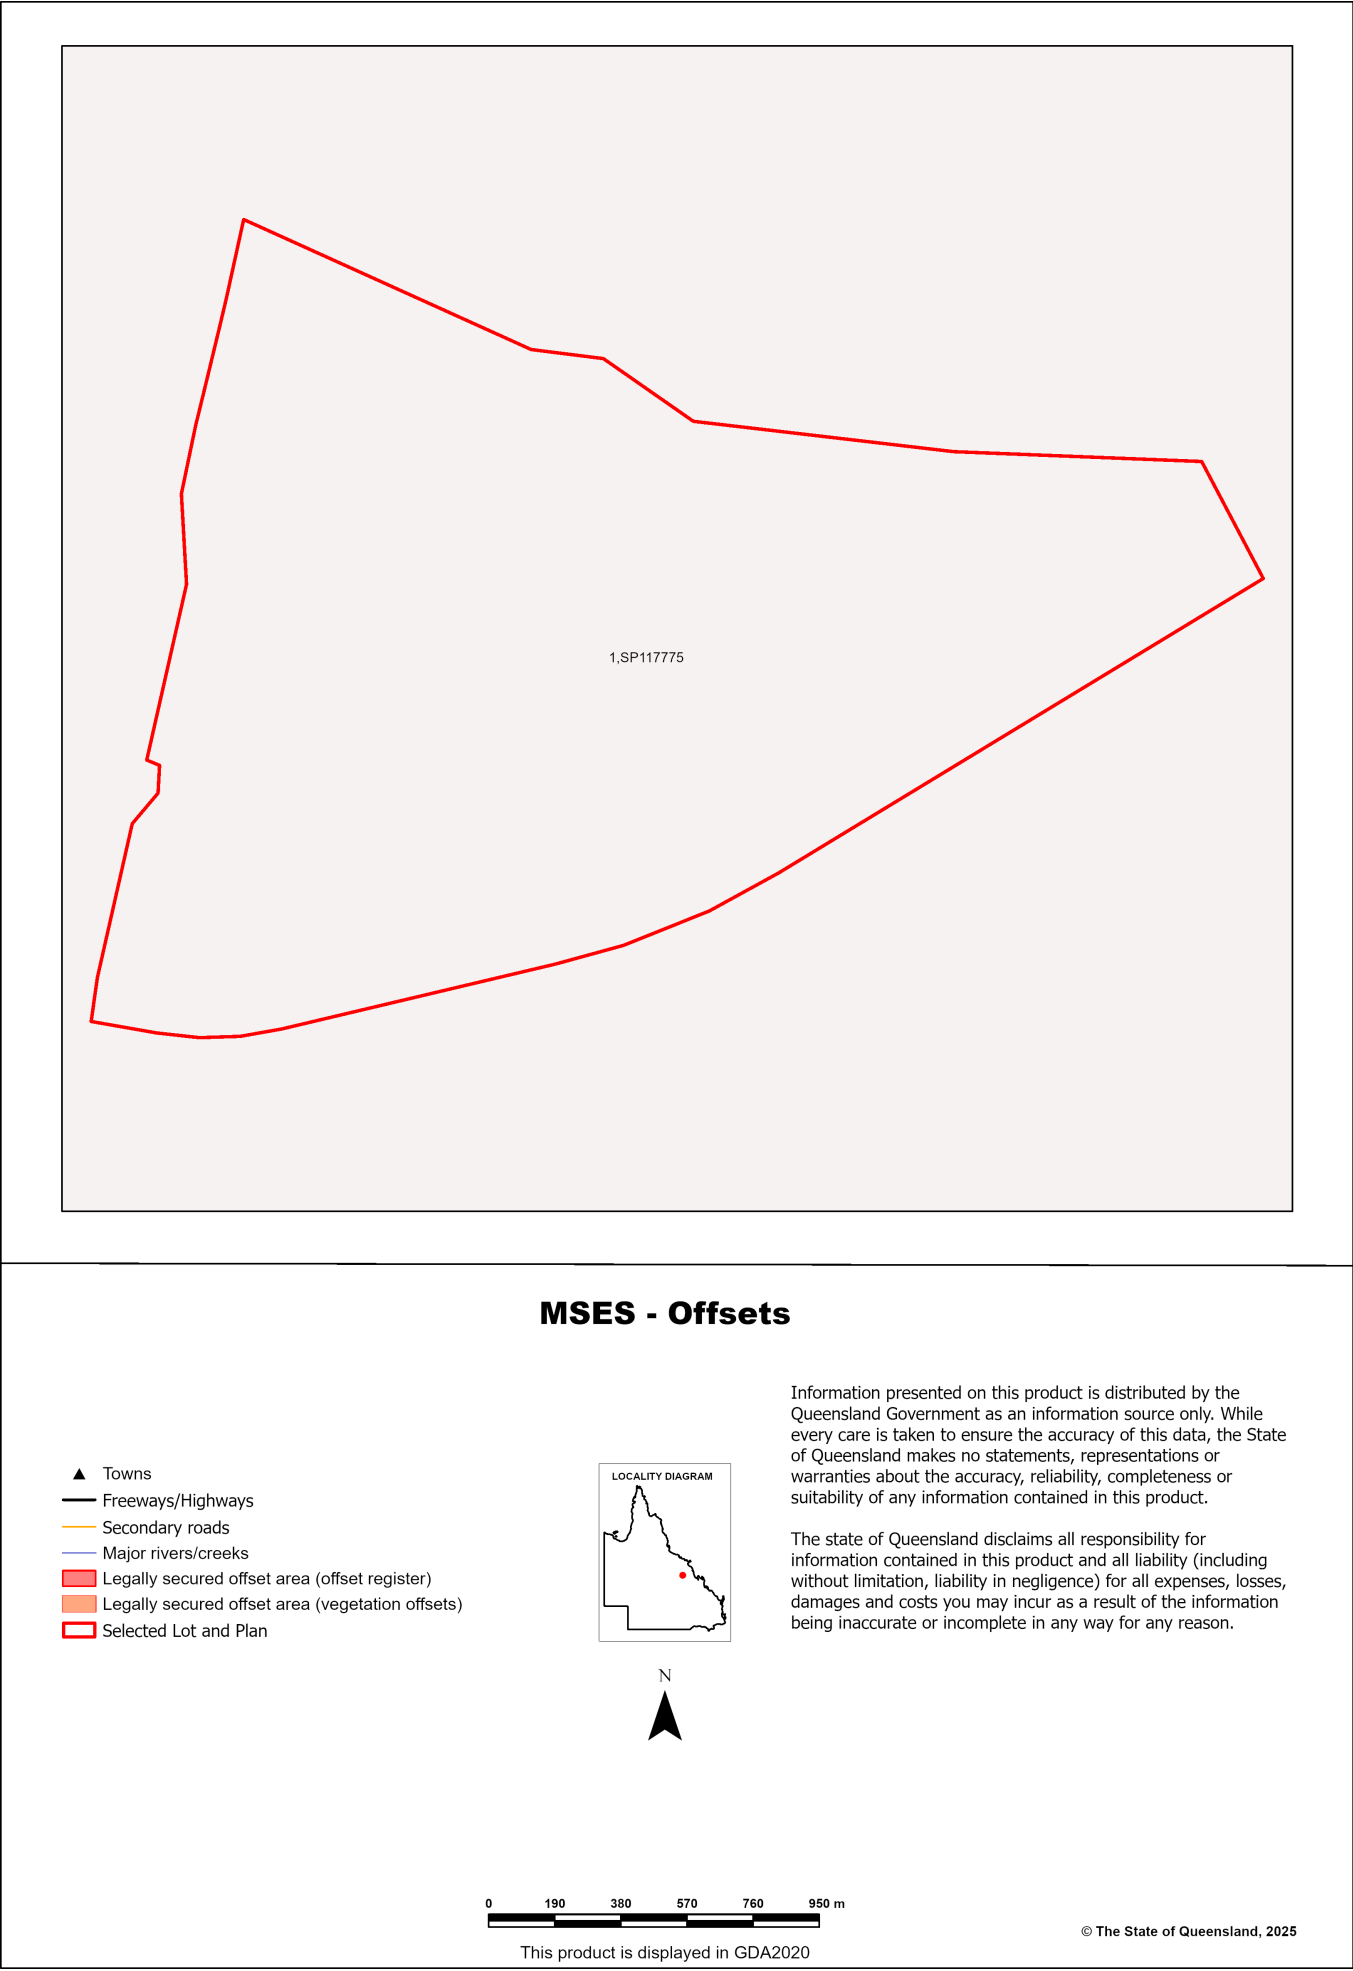 1,SP117775
MSES - Offsets
Towns
Freeways/Highways
Secondary roads
Major rivers/creeks
Legally secured offset area (offset register)
Legally secured offset area (vegetation offsets)
Selected Lot and Plan
LOCALITY DIAGRAM
N
Information presented on this product is distributed by the
Queensland Government as an information source only. While
every care is taken to ensure the accuracy of this data, the State
of Queensland makes no statements, representations or
warranties about the accuracy, reliability, completeness or
suitability of any information contained in this product.
The state of Queensland disclaims all responsibility for
information contained in this product and all liability (including
without limitation, liability in negligence) for all expenses, losses,
damages and costs you may incur as a result of the information
being inaccurate or incomplete in any way for any reason.
0 190 380 570 760 950 m
This product is displayed in GDA2020
© The State of Queensland, 2025